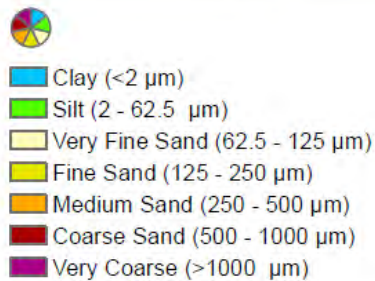 Clay (<2 µm)
Silt (2 - 62.5  µm)
Very Fine Sand (62.5 - 125 µm)
Fine Sand (125 - 250 µm)
Medium Sand (250 - 500 µm)
Coarse Sand (500 - 1000 µm)
Very Coarse (>1000  µm)